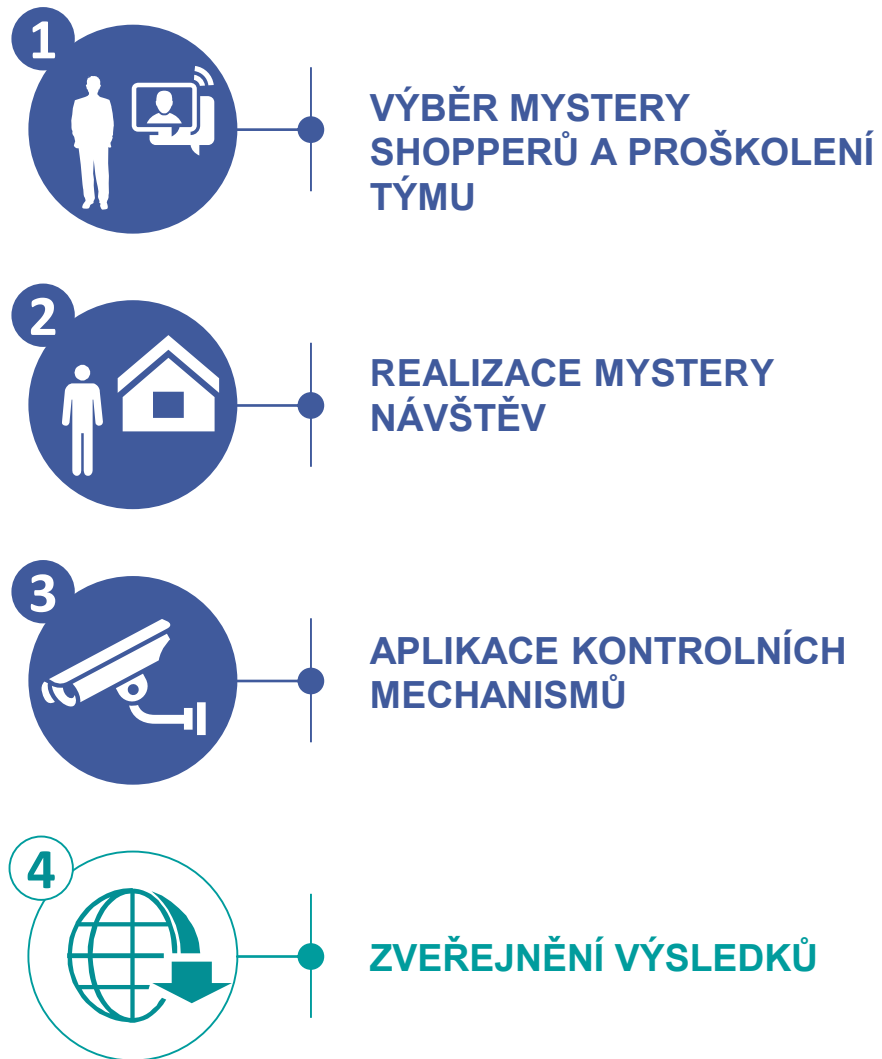 1
VÝBĚR MYSTERY
SHOPPERŮ A PROŠKOLENÍ
TÝMU
2
REALIZACE MYSTERY
NÁVŠTĚV
3
APLIKACE KONTROLNÍCH
MECHANISMŮ
4
ZVEŘEJNĚNÍ VÝSLEDKŮ